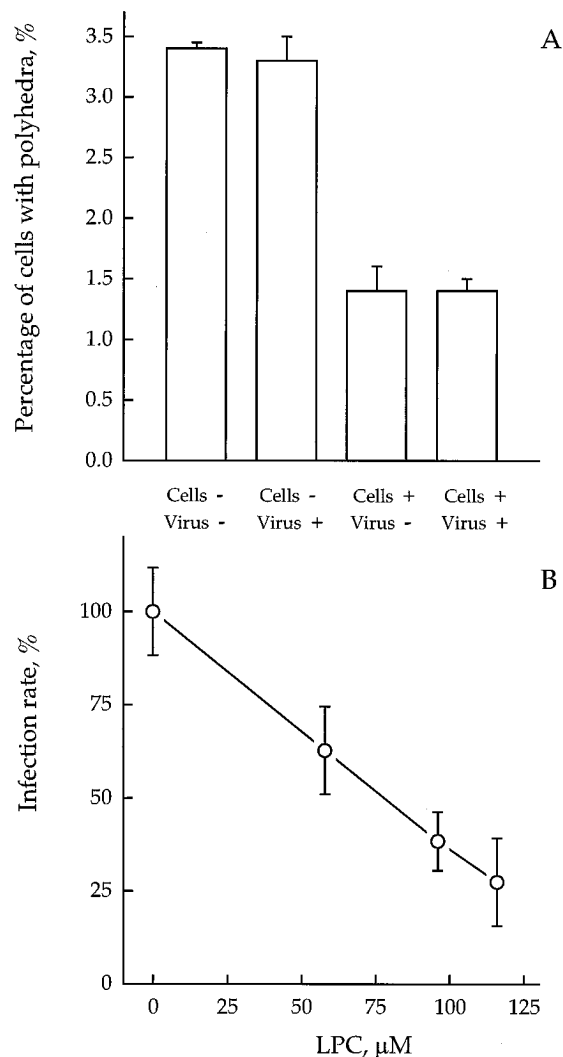 A
Percentage of cells with polyhedra, %
3.5
3.0
2.5
2.0
1.5
1.0
0.5
0.0
Cells - Cells - Cells + Cells +
Virus - Virus + Virus - Virus +
B
Infection rate, %
100
75
50
25
0
0 25 50 75 100 125
LPC, μM